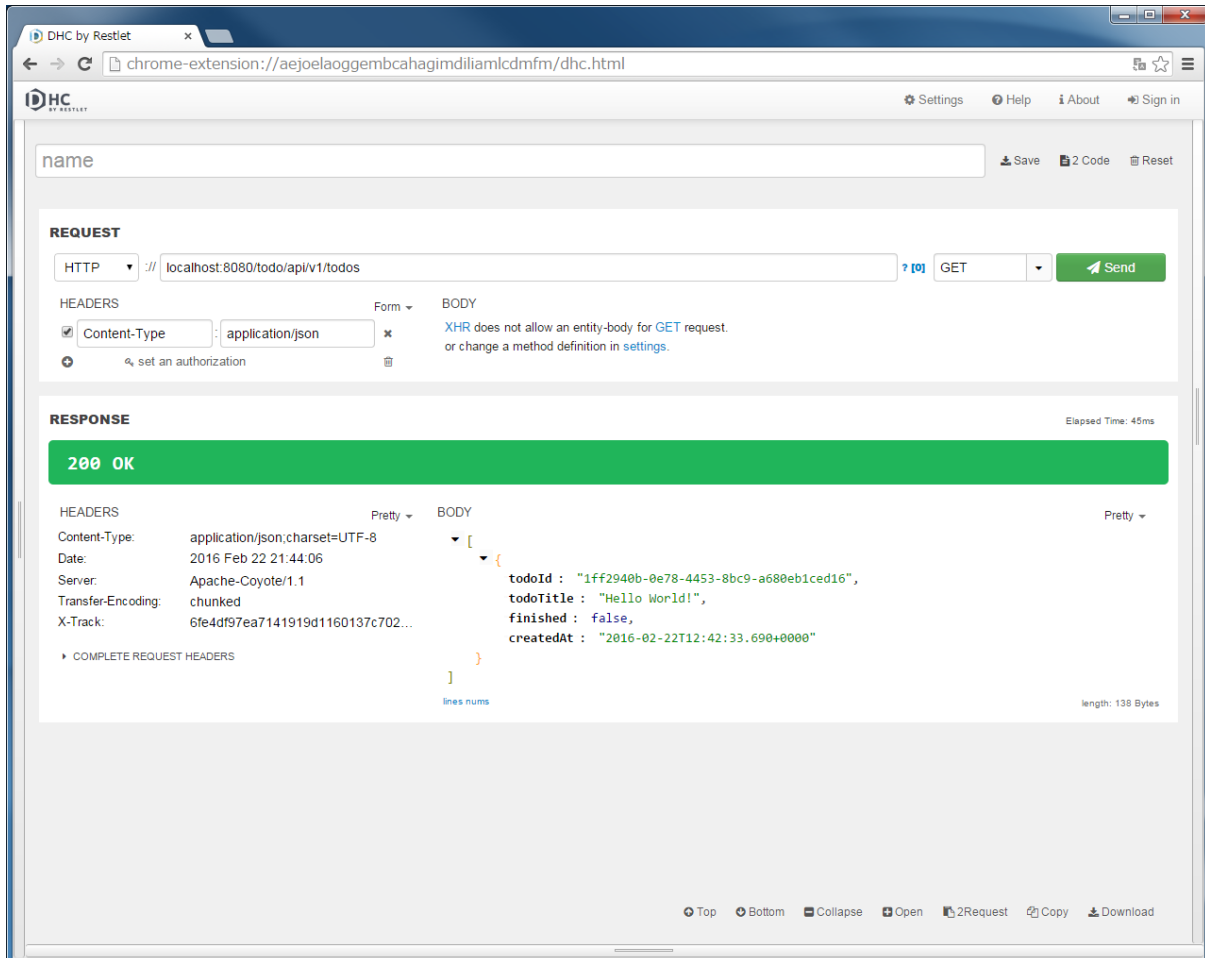 DHC by Restlet
chrome-extension://aejoelaoggembcahagimdiliamlcdmfm/dhc.html
DHC BY RESTLET Settings Help About Sign in
name Save 2 Code Reset
REQUEST
HTTP :// localhost:8080/todo/api/v1/todos ? [0] GET Send
HEADERS Form BODY
Content-Type : application/json XHR does not allow an entity-body for GET request.
or change a method definition in settings.
set an authorization
RESPONSE Elapsed Time: 45ms
200 OK
HEADERS Pretty BODY Pretty
Content-Type: application/json;charset=UTF-8 [
Date: 2016 Feb 22 21:44:06 {
Server: Apache-Coyote/1.1 todoId : "1ff2940b-0e78-4453-8bc9-a680eb1ced16",
Transfer-Encoding: chunked todoTitle : "Hello World!",
X-Track: 6fe4df97ea7141919d1160137c702... finished : false,
createdAt : "2016-02-22T12:42:33.690+0000"
COMPLETE REQUEST HEADERS }
]
lines nums length: 138 Bytes
Top Bottom Collapse Open 2Request Copy Download